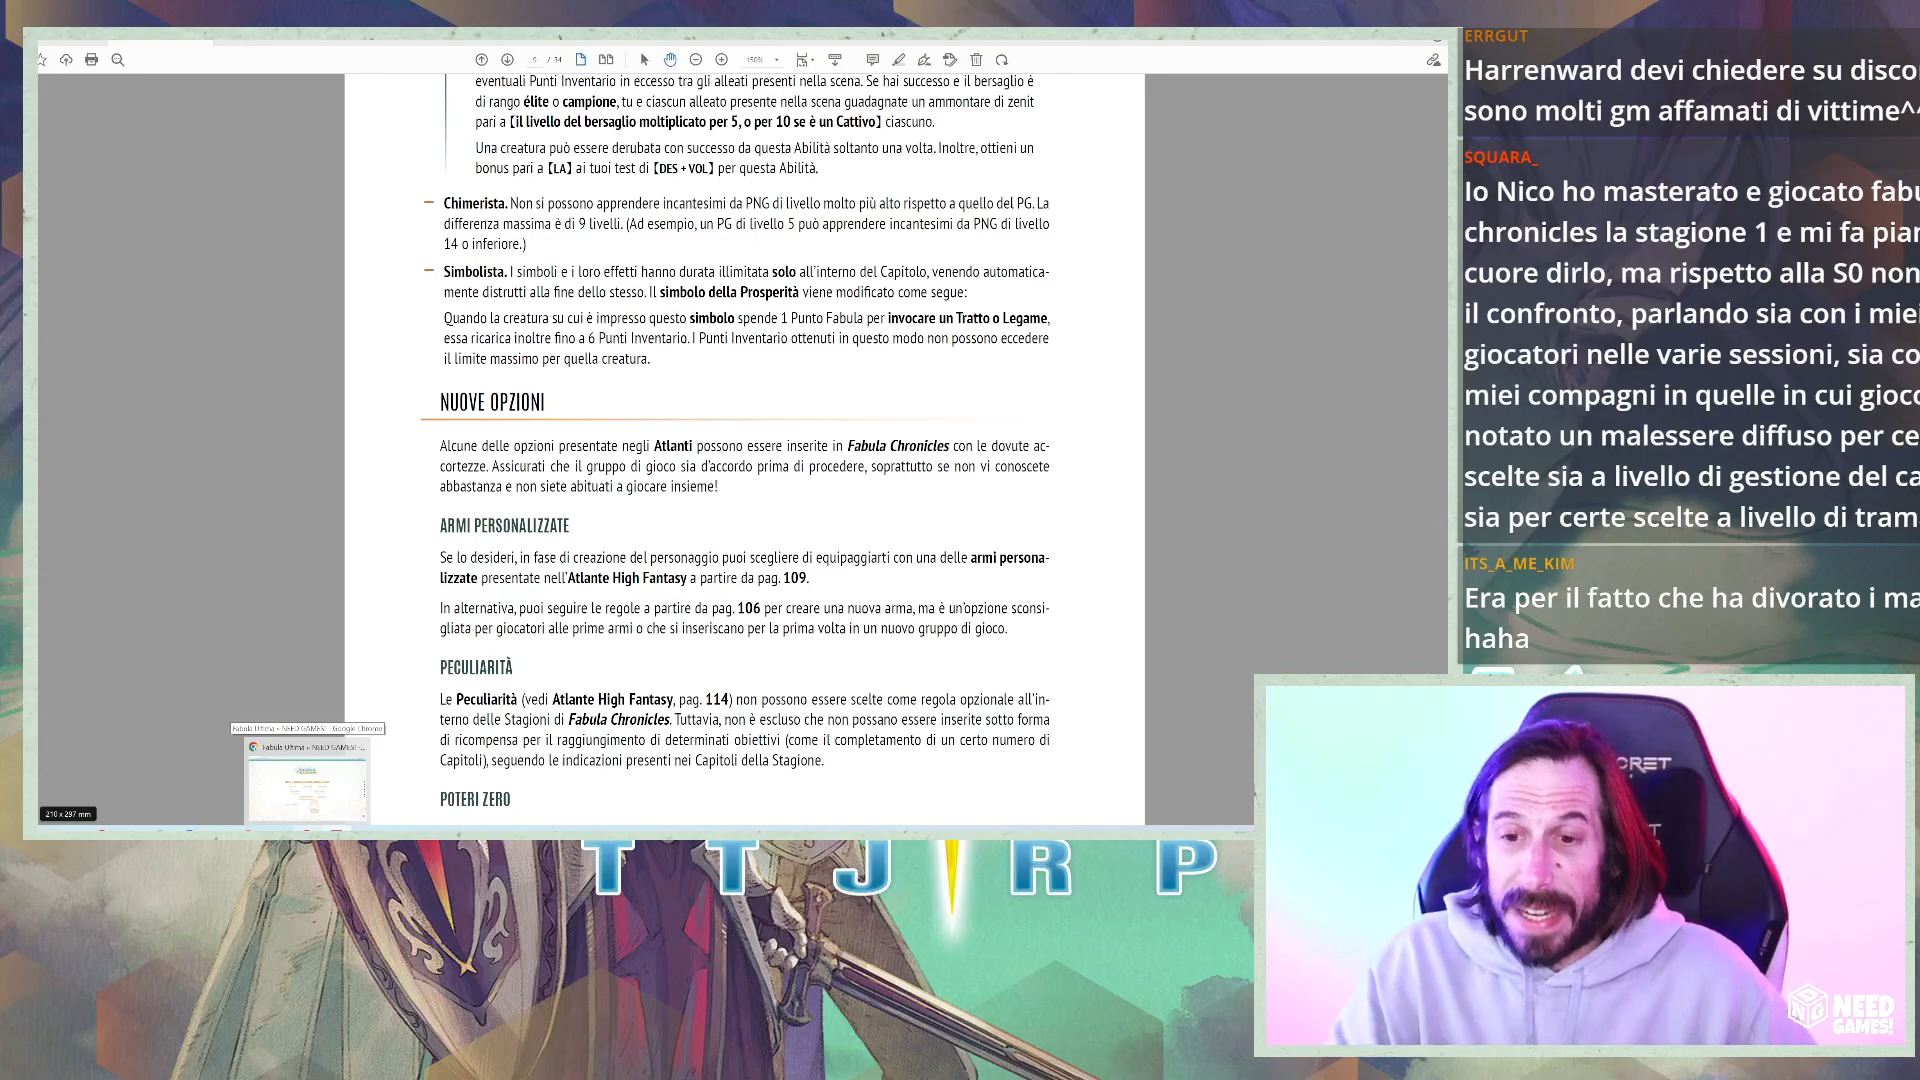 9 / 34
150%
eventuali Punti Inventario in eccesso tra gli alleati presenti nella scena. Se hai successo e il bersaglio è
di rango élite o campione, tu e ciascun alleato presente nella scena guadagnate un ammontare di zenit
pari a 【il livello del bersaglio moltiplicato per 5, o per 10 se è un Cattivo】 ciascuno.
Una creatura può essere derubata con successo da questa Abilità soltanto una volta. Inoltre, ottieni un
bonus pari a 【LA】 ai tuoi test di 【DES + VOL】 per questa Abilità.
— Chimerista. Non si possono apprendere incantesimi da PNG di livello molto più alto rispetto a quello del PG. La
differenza massima è di 9 livelli. (Ad esempio, un PG di livello 5 può apprendere incantesimi da PNG di livello
14 o inferiore.)
— Simbolista. I simboli e i loro effetti hanno durata illimitata solo all'interno del Capitolo, venendo automatica-
mente distrutti alla fine dello stesso. Il simbolo della Prosperità viene modificato come segue:
Quando la creatura su cui è impresso questo simbolo spende 1 Punto Fabula per invocare un Tratto o Legame,
essa ricarica inoltre fino a 6 Punti Inventario. I Punti Inventario ottenuti in questo modo non possono eccedere
il limite massimo per quella creatura.
NUOVE OPZIONI
Alcune delle opzioni presentate negli Atlanti possono essere inserite in Fabula Chronicles con le dovute ac-
cortezze. Assicurati che il gruppo di gioco sia d'accordo prima di procedere, soprattutto se non vi conoscete
abbastanza e non siete abituati a giocare insieme!
ARMI PERSONALIZZATE
Se lo desideri, in fase di creazione del personaggio puoi scegliere di equipaggiarti con una delle armi persona-
lizzate presentate nell'Atlante High Fantasy a partire da pag. 109.
In alternativa, puoi seguire le regole a partire da pag. 106 per creare una nuova arma, ma è un'opzione sconsi-
gliata per giocatori alle prime armi o che si inseriscano per la prima volta in un nuovo gruppo di gioco.
PECULIARITÀ
Le Peculiarità (vedi Atlante High Fantasy, pag. 114) non possono essere scelte come regola opzionale all'in-
terno delle Stagioni di Fabula Chronicles. Tuttavia, non è escluso che non possano essere inserite sotto forma
di ricompensa per il raggiungimento di determinati obiettivi (come il completamento di un certo numero di
Capitoli), seguendo le indicazioni presenti nei Capitoli della Stagione.
POTERI ZERO
Fabula Ultima » NEED GAMES! - Google Chrome
Fabula Ultima » NEED GAMES! -...
210 x 297 mm
TTJRP
ERRGUT
Harrenward devi chiedere su disco
sono molti gm affamati di vittime^^
SQUARA_
Io Nico ho masterato e giocato fabu
chronicles la stagione 1 e mi fa pian
cuore dirlo, ma rispetto alla S0 non
il confronto, parlando sia con i miei
giocatori nelle varie sessioni, sia co
miei compagni in quelle in cui gioco
notato un malessere diffuso per ce
scelte sia a livello di gestione del ca
sia per certe scelte a livello di tram
ITS_A_ME_KIM
Era per il fatto che ha divorato i ma
haha
NEED
GAMES!